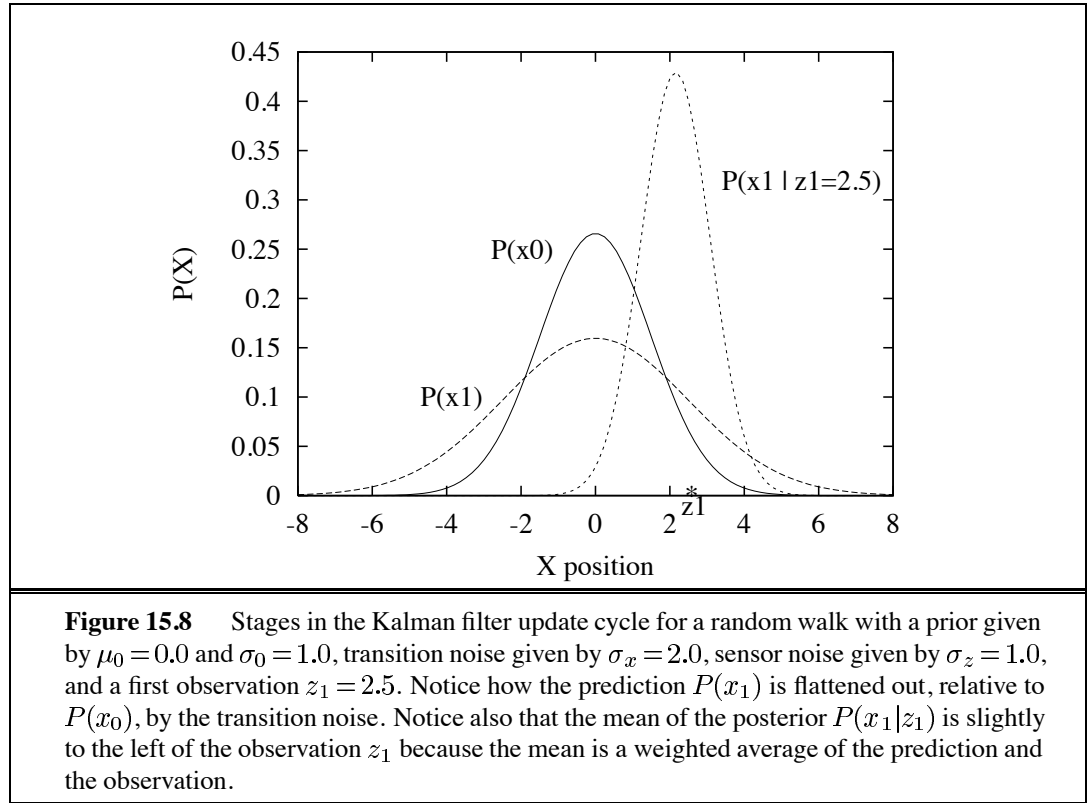 0.45
0.4
0.35
0.3
0.25
0.2
0.15
0.1
0.05
0
P(X)
P(x1 | z1=2.5)
P(x0)
P(x1)
*
z1
-8 -6 -4 -2 0 2 4 6 8
X position
Figure 15.8 Stages in the Kalman filter update cycle for a random walk with a prior given
by μ₀ = 0.0 and σ₀ = 1.0, transition noise given by σₓ = 2.0, sensor noise given by σ_z = 1.0,
and a first observation z₁ = 2.5. Notice how the prediction P(x₁) is flattened out, relative to
P(x₀), by the transition noise. Notice also that the mean of the posterior P(x₁|z₁) is slightly
to the left of the observation z₁ because the mean is a weighted average of the prediction and
the observation.